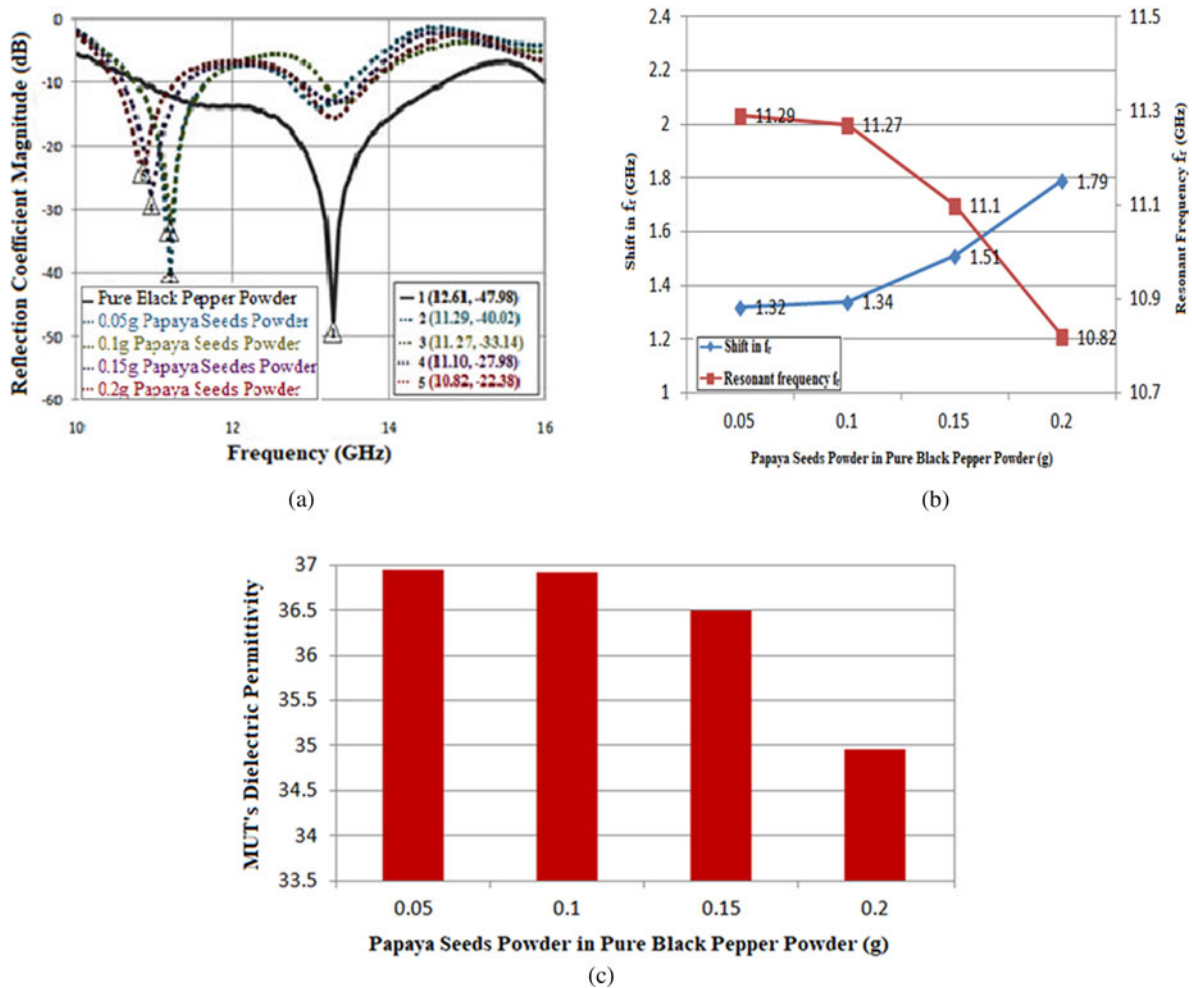 0
-10
-20
-30
-40
-50
-60
Reflection Coefficient Magnitude (dB)
Pure Black Pepper Powder
0.05g Papaya Seeds Powder
0.1g Papaya Seeds Powder
0.15g Papaya Seedes Powder
0.2g Papaya Seeds Powder
1 (12.61, -47.98)
2 (11.29, -40.02)
3 (11.27, -33.14)
4 (11.10, -27.98)
5 (10.82, -22.38)
1
4
10
12
14
16
Frequency (GHz)
(a)
2.4
2.2
2
1.8
1.6
1.4
1.2
1
Shift in fr (GHz)
11.29
11.27
11.1
10.82
1.32
1.34
1.51
1.79
Shift in fr
Resonant frequency fr
11.5
11.3
11.1
10.9
10.7
Resonant Frequency fr (GHz)
0.05
0.1
0.15
0.2
Papaya Seeds Powder in Pure Black Pepper Powder (g)
(b)
37
36.5
36
35.5
35
34.5
34
33.5
MUT's Dielectric Permittivity
0.05
0.1
0.15
0.2
Papaya Seeds Powder in Pure Black Pepper Powder (g)
(c)